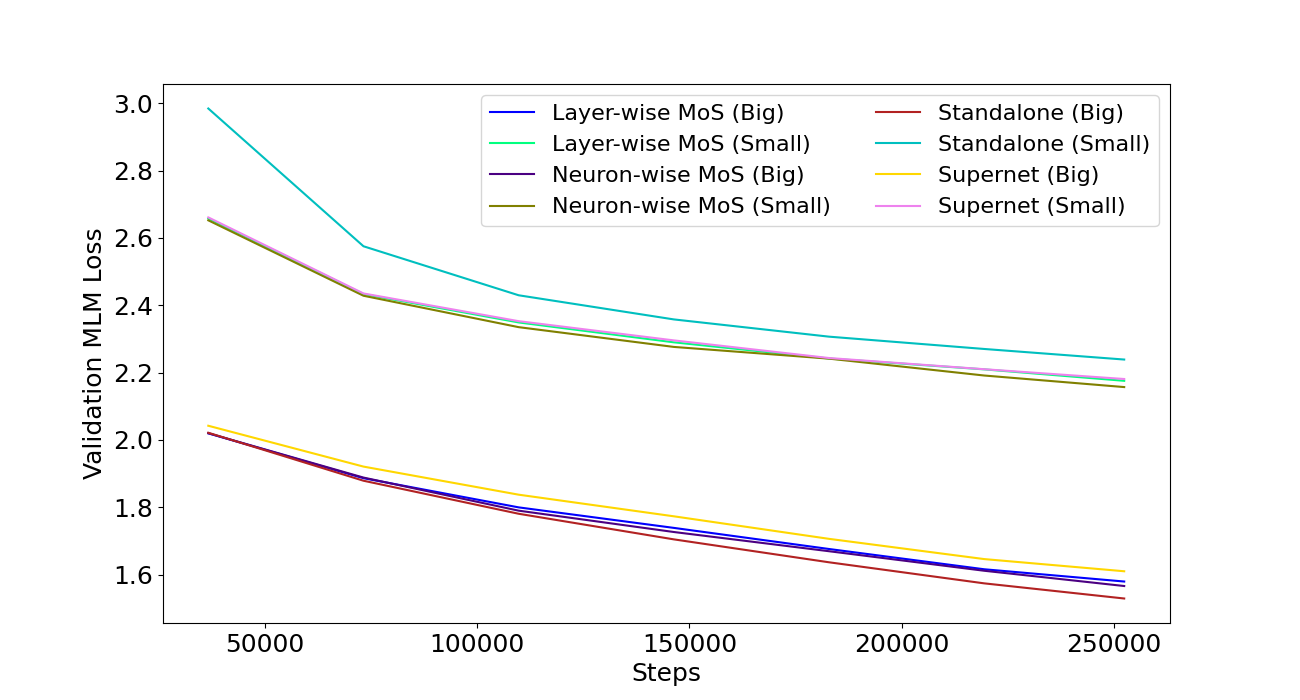 Layer-wise MoS (Big)
Layer-wise MoS (Small)
Neuron-wise MoS (Big)
Neuron-wise MoS (Small)
Standalone (Big)
Standalone (Small)
Supernet (Big)
Supernet (Small)
Validation MLM Loss
3.0
2.8
2.6
2.4
2.2
2.0
1.8
1.6
50000 100000 150000 200000 250000
Steps